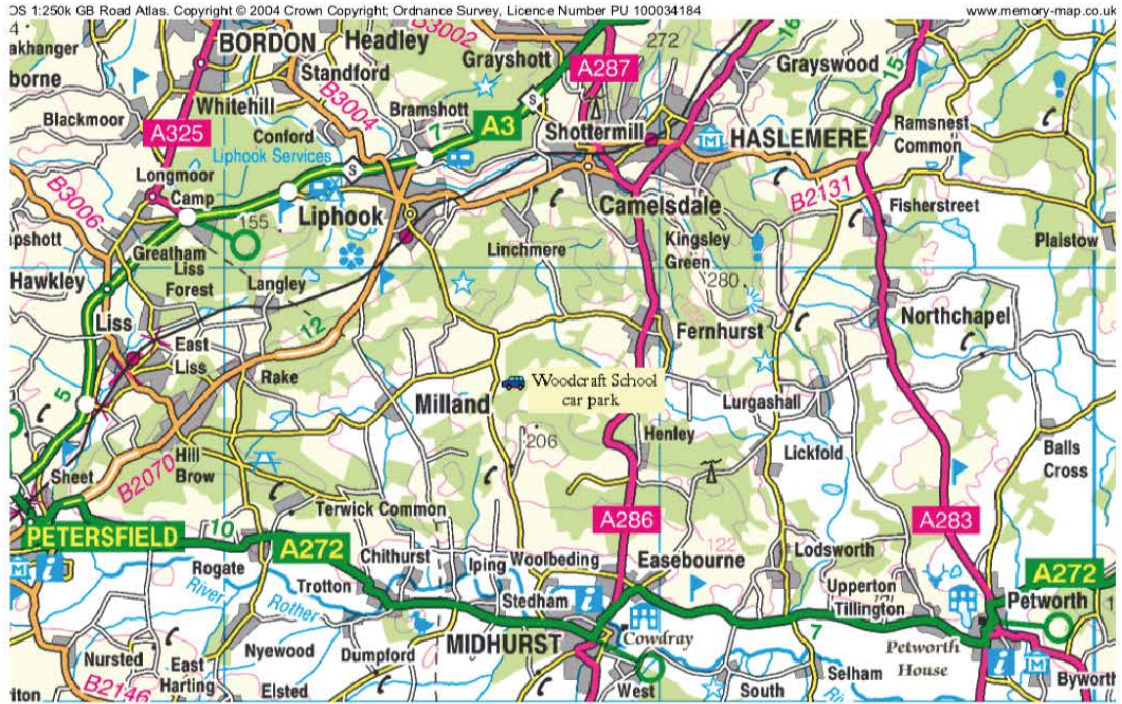 OS 1:250k GB Road Atlas. Copyright © 2004 Crown Copyright; Ordnance Survey, Licence Number PU 100034184
www.memory-map.co.uk
BORDON
Headley
B3002
Grayshott
272
A287
16
Grayswood
15
Standford
Whitehill
B3004
Bramshott
Blackmoor
A325
Conford
7
A3
S
Shottermill
M
HASLEMERE
Ramsnest
Common
Liphook Services
S
Longmoor
Camp
B3006
155
Liphook
Camelsdale
B2131
Fisherstreet
Plaistow
Greatham
Linchmere
Kingsley
Green
Hawkley
Liss
Forest
Langley
280
Liss
12
Fernhurst
Northchapel
East
Liss
5
Rake
Milland
Woodcraft School
car park
Lurgashall
206
Henley
Lickfold
Balls
Cross
Hill
Brow
Sheet
B2070
Terwick Common
PETERSFIELD
10
A272
A286
A283
122
Chithurst
Iping
Woolbeding
Easebourne
Lodsworth
M
i
Rogate
Trotton
River
Rother
Stedham
i
Upperton
Tillington
A272
Petworth
7
MIDHURST
Cowdray
Petworth
House
Nursted
East
Harting
Nyewood
Dumpford
B2146
Elsted
West
South
Selham
i
M
Byworth